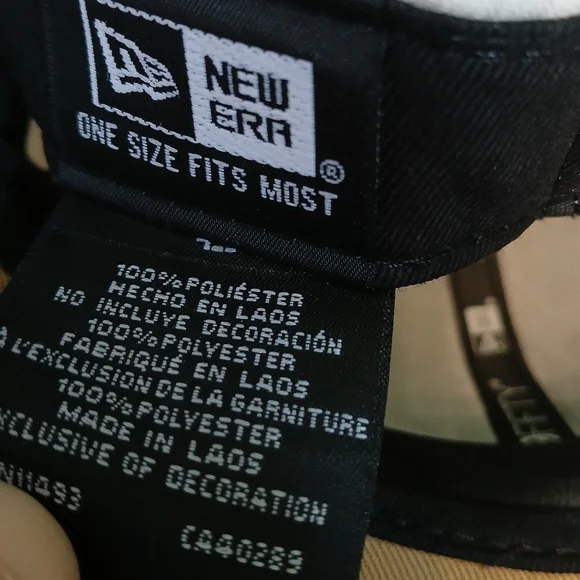 NEW
ERA
®
ONE SIZE FITS MOST
100% POLIÉSTER
HECHO EN LAOS
NO INCLUYE DECORACIÓN
100% POLYESTER
FABRIQUÉ EN LAOS
À L'EXCLUSION DE LA GARNITURE
100% POLYESTER
MADE IN LAOS
EXCLUSIVE OF DECORATION
CA40289